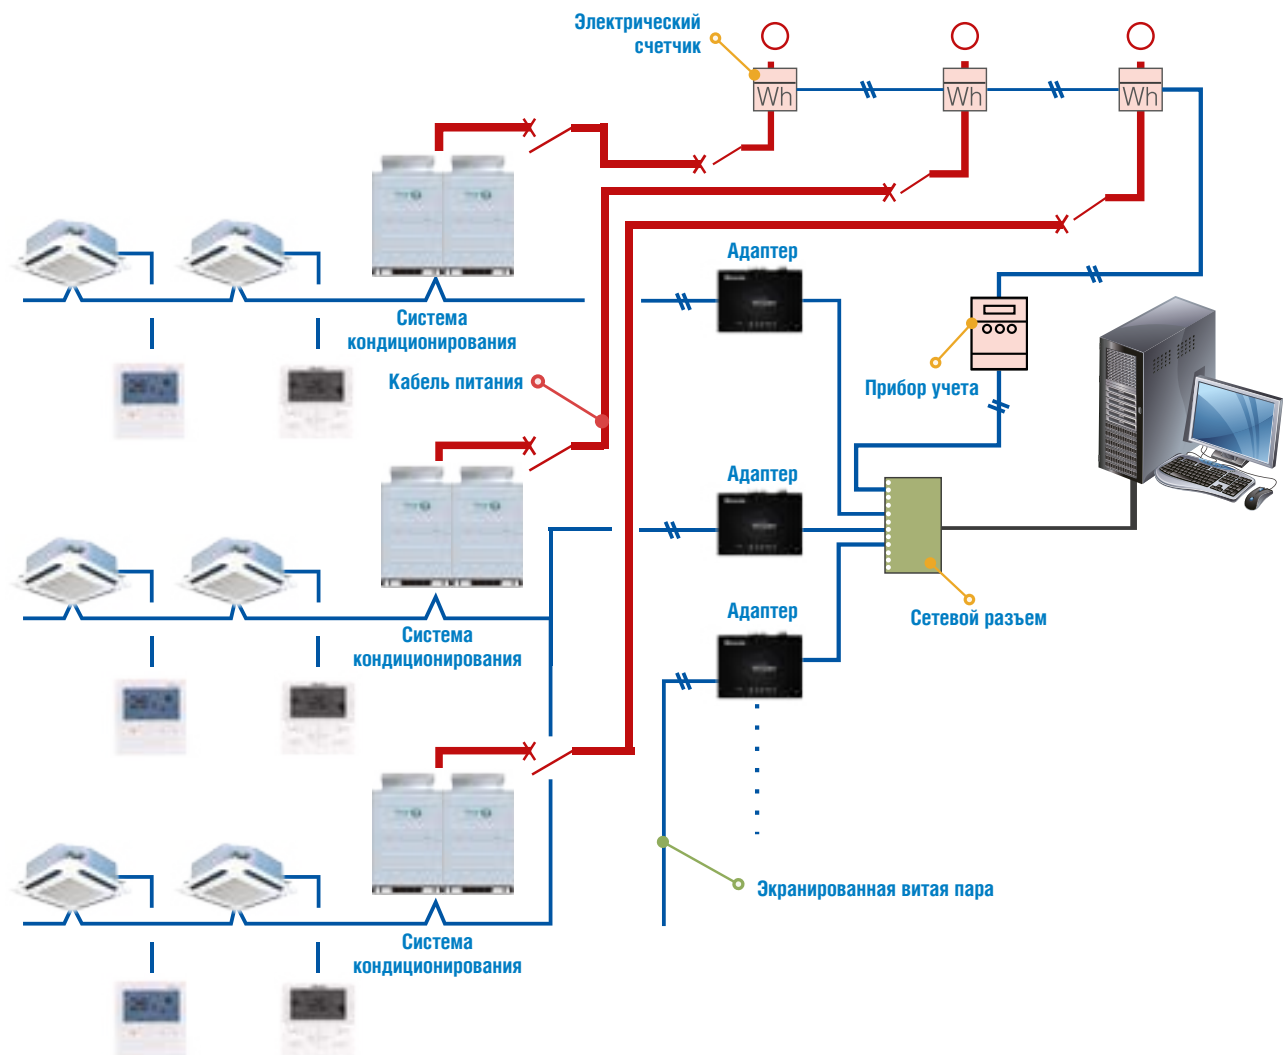 Электрический
счетчик
Wh
Wh
Wh
Адаптер
Система
кондиционирования
Кабель питания
Прибор учета
Адаптер
Сетевой разъем
Адаптер
Система
кондиционирования
Экранированная витая пара
Система
кондиционирования